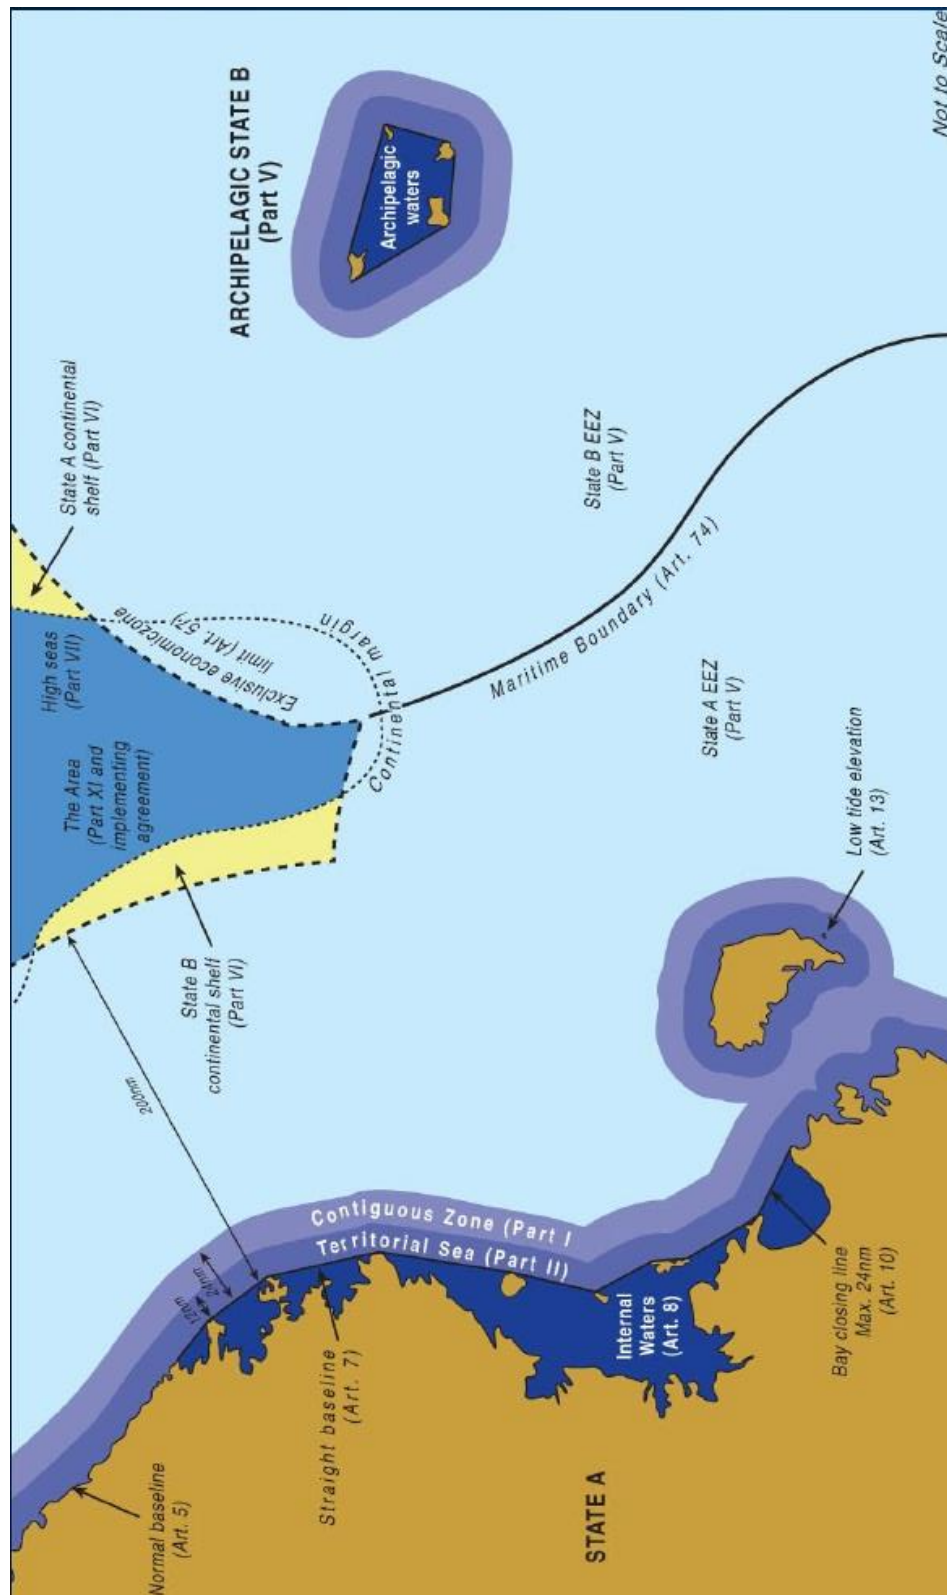 Normal baseline
(Art. 5)
Straight baseline
(Art. 7)
STATE A
12nm
24nm
200nm
Contiguous Zone (Part I
Territorial Sea (Part II)
Internal
Waters
(Art. 8)
Bay closing line
Max. 24nm
(Art. 10)
Low tide elevation
(Art. 13)
State B
continental shelf
(Part VI)
The Area
(Part XI and
implementing
agreement)
High seas
(Part VII)
State A continental
shelf (Part VI)
Exclusive economiczone
limit (Art. 57)
Continental margin
Maritime Boundary (Art. 74)
State A EEZ
(Part V)
State B EEZ
(Part V)
ARCHIPELAGIC STATE B
(Part V)
Archipelagic
waters
Not to Scale